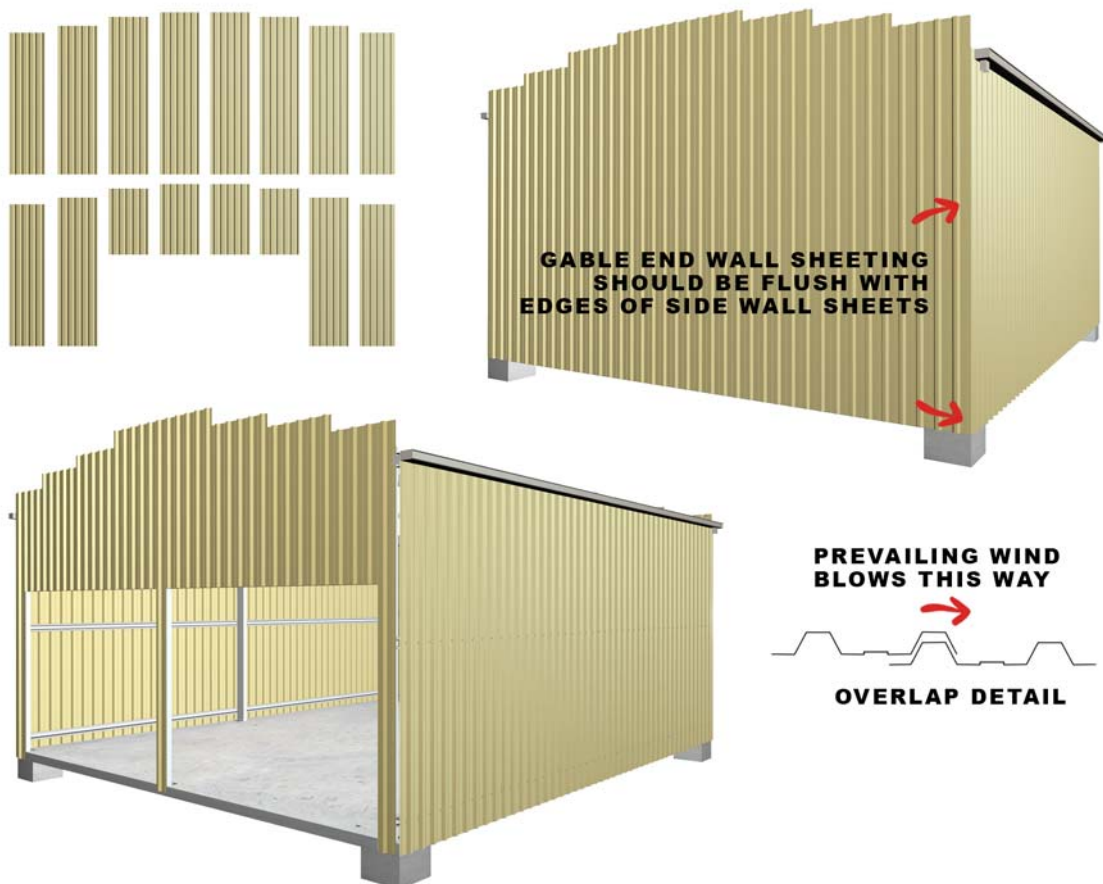 GABLE END WALL SHEETING
SHOULD BE FLUSH WITH
EDGES OF SIDE WALL SHEETS
PREVAILING WIND
BLOWS THIS WAY
OVERLAP DETAIL